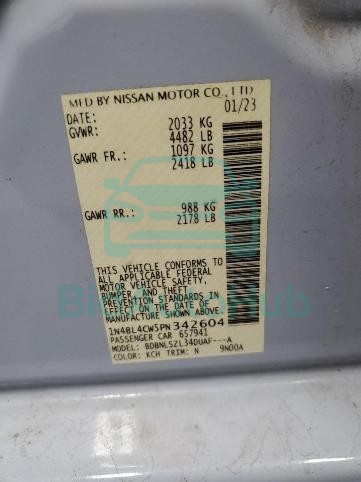 MFD BY NISSAN MOTOR CO., LTD
DATE: 01/23
GVWR: 2033 KG
4482 LB
GAWR FR.: 1097 KG
2418 LB
GAWR RR.: 988 KG
2178 LB
THIS VEHICLE CONFORMS TO
ALL APPLICABLE FEDERAL
MOTOR VEHICLE SAFETY,
BUMPER AND THEFT
PREVENTION STANDARDS
IN EFFECT ON THE DATE OF
MANUFACTURE SHOWN ABOVE.
1N4BL4CW5PN342604
PASSENGER CAR 657941
MODEL: BDBNLSZL34DUAF---A
COLOR: KCH TRIM: N 9N00A